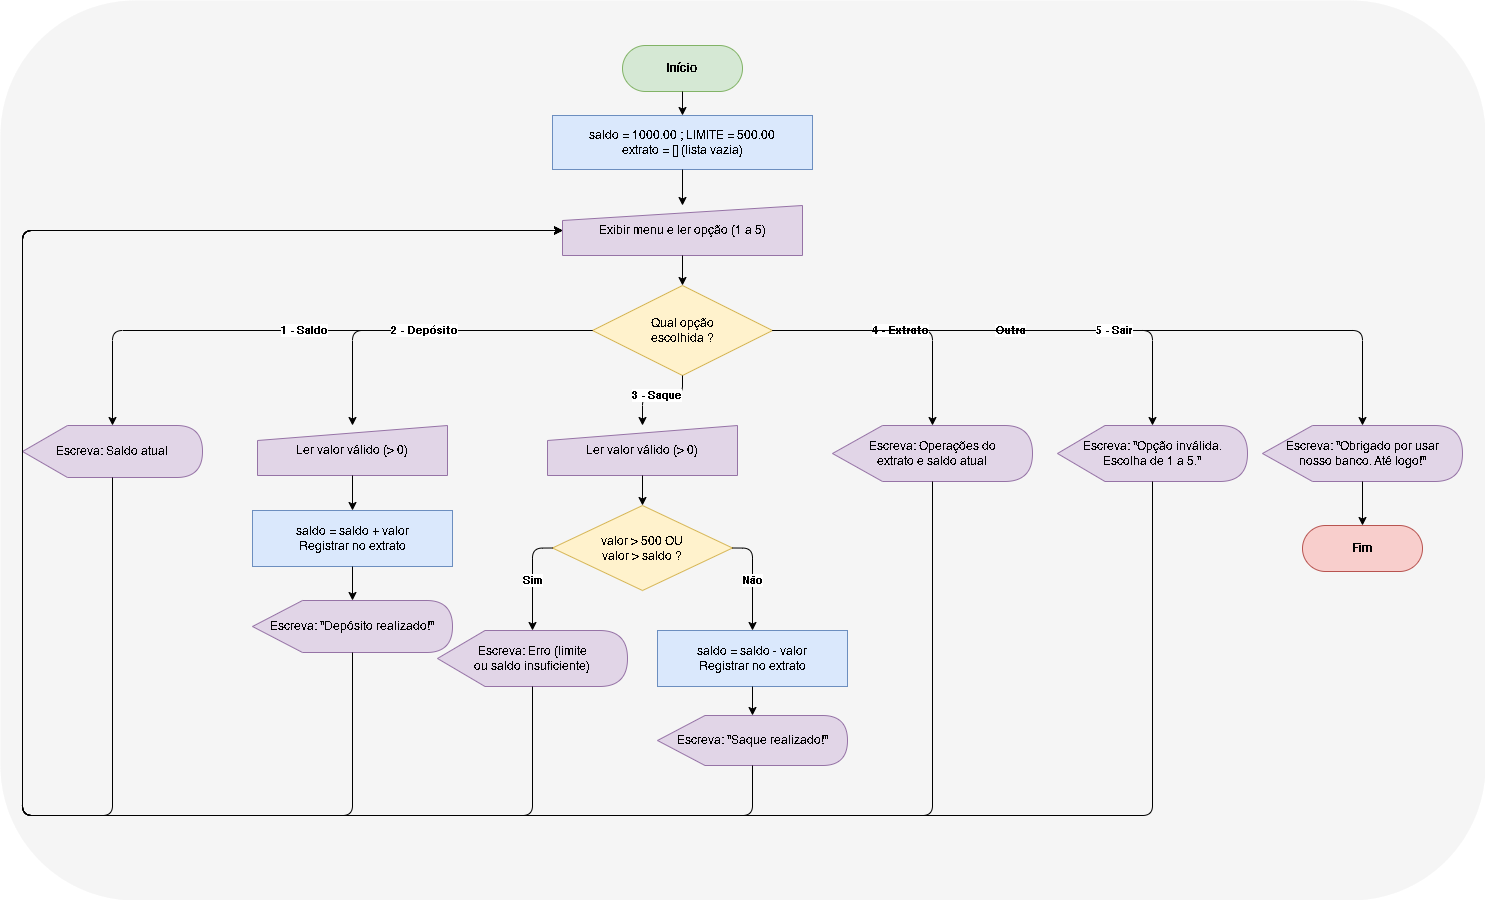 Início
saldo = 1000.00 ; LIMITE = 500.00
extrato = [] (lista vazia)
Exibir menu e ler opção (1 a 5)
Qual opção
escolhida ?
1 - Saldo
2 - Depósito
4 - Extrato
Outra
5 - Sair
3 - Saque
Escreva: Saldo atual
Ler valor válido (> 0)
Ler valor válido (> 0)
Escreva: Operações do
extrato e saldo atual
Escreva: "Opção inválida.
Escolha de 1 a 5."
Escreva: "Obrigado por usar
nosso banco. Até logo!"
saldo = saldo + valor
Registrar no extrato
valor > 500 OU
valor > saldo ?
Fim
Sim
Não
Escreva: "Depósito realizado!"
Escreva: Erro (limite
ou saldo insuficiente)
saldo = saldo - valor
Registrar no extrato
Escreva: "Saque realizado!"